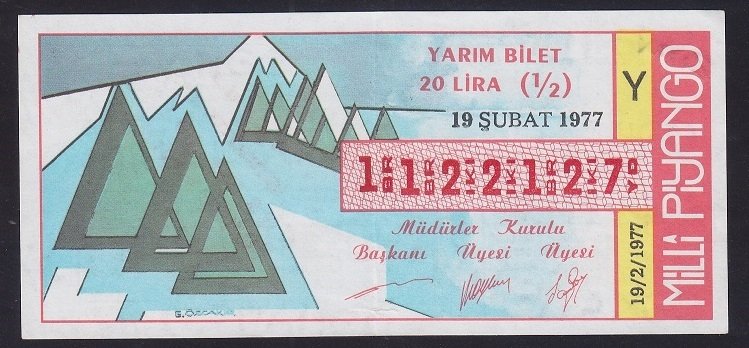 YARIM BİLET
20 LİRA (1/2)
19 ŞUBAT 1977
1 1 2 2 1 2 7
Müdürler Kurulu
Başkanı Üyesi Üyesi
Y
19/2/1977
MİLLİ PİYANGO